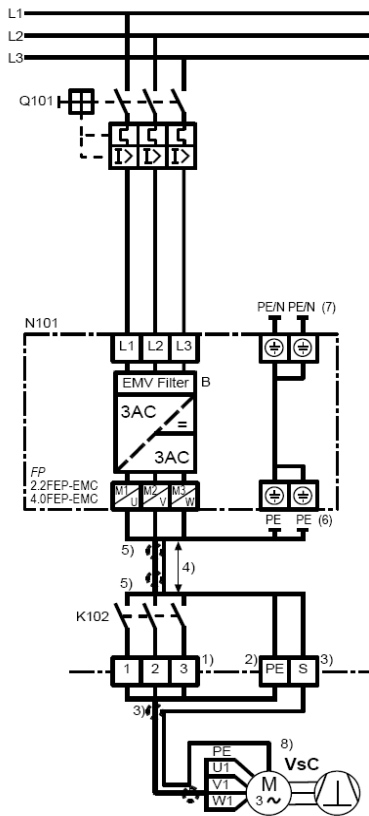 L1
L2
L3
Q101
I> I> I>
PE/N PE/N (7)
N101
L1 L2 L3
EMV Filter B
3AC
=
3AC
FP
2.2FEP-EMC
4.0FEP-EMC
M1 M2 M3
U V W
PE PE (6)
5)
4)
5)
K102
1 2 3 1) 2) PE S 3)
3)
8)
PE
U1
V1
W1
M
3 ~
VsC